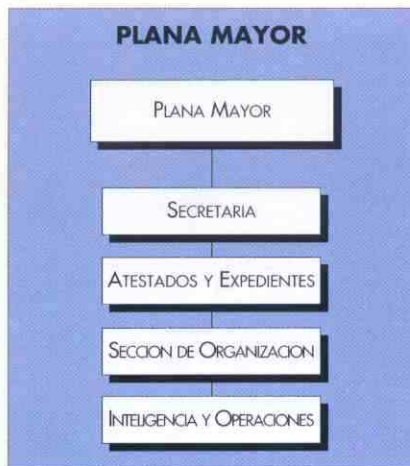 PLANA MAYOR
PLANA MAYOR
SECRETARIA
ATESTADOS Y EXPEDIENTES
SECCION DE ORGANIZACION
INTELIGENCIA Y OPERACIONES